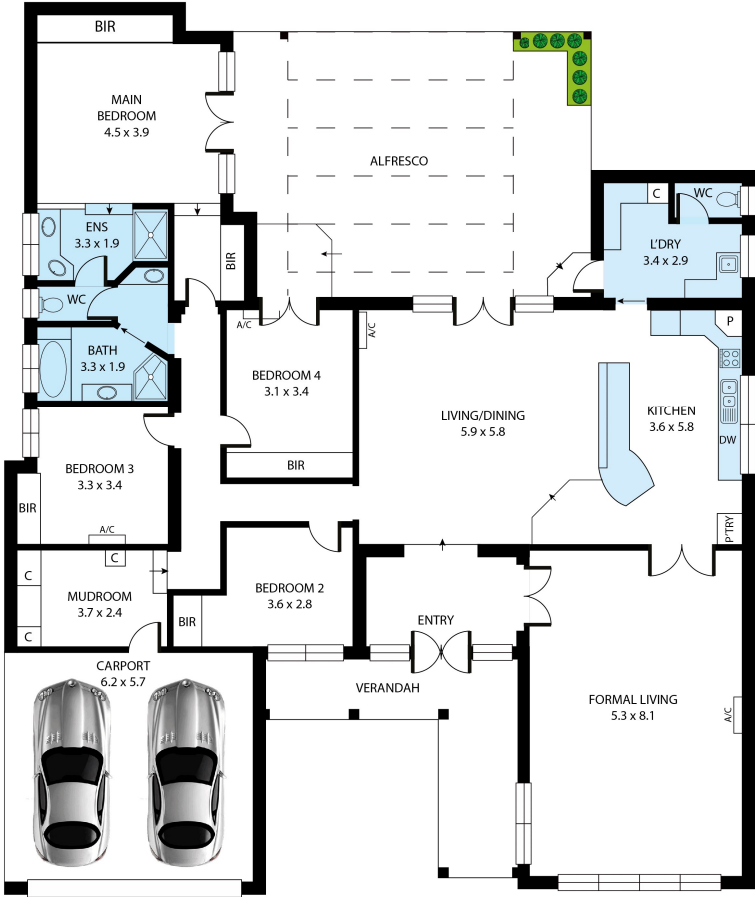 BIR
MAIN
BEDROOM
4.5 x 3.9
ALFRESCO
C
WC
ENS
3.3 x 1.9
BIR
L'DRY
3.4 x 2.9
WC
A/C
A/C
P
BATH
3.3 x 1.9
BEDROOM 4
3.1 x 3.4
LIVING/DINING
5.9 x 5.8
KITCHEN
3.6 x 5.8
DW
BEDROOM 3
3.3 x 3.4
BIR
BIR
A/C
P'TRY
C
C
MUDROOM
3.7 x 2.4
C
BEDROOM 2
3.6 x 2.8
BIR
ENTRY
CARPORT
6.2 x 5.7
VERANDAH
FORMAL LIVING
5.3 x 8.1
A/C